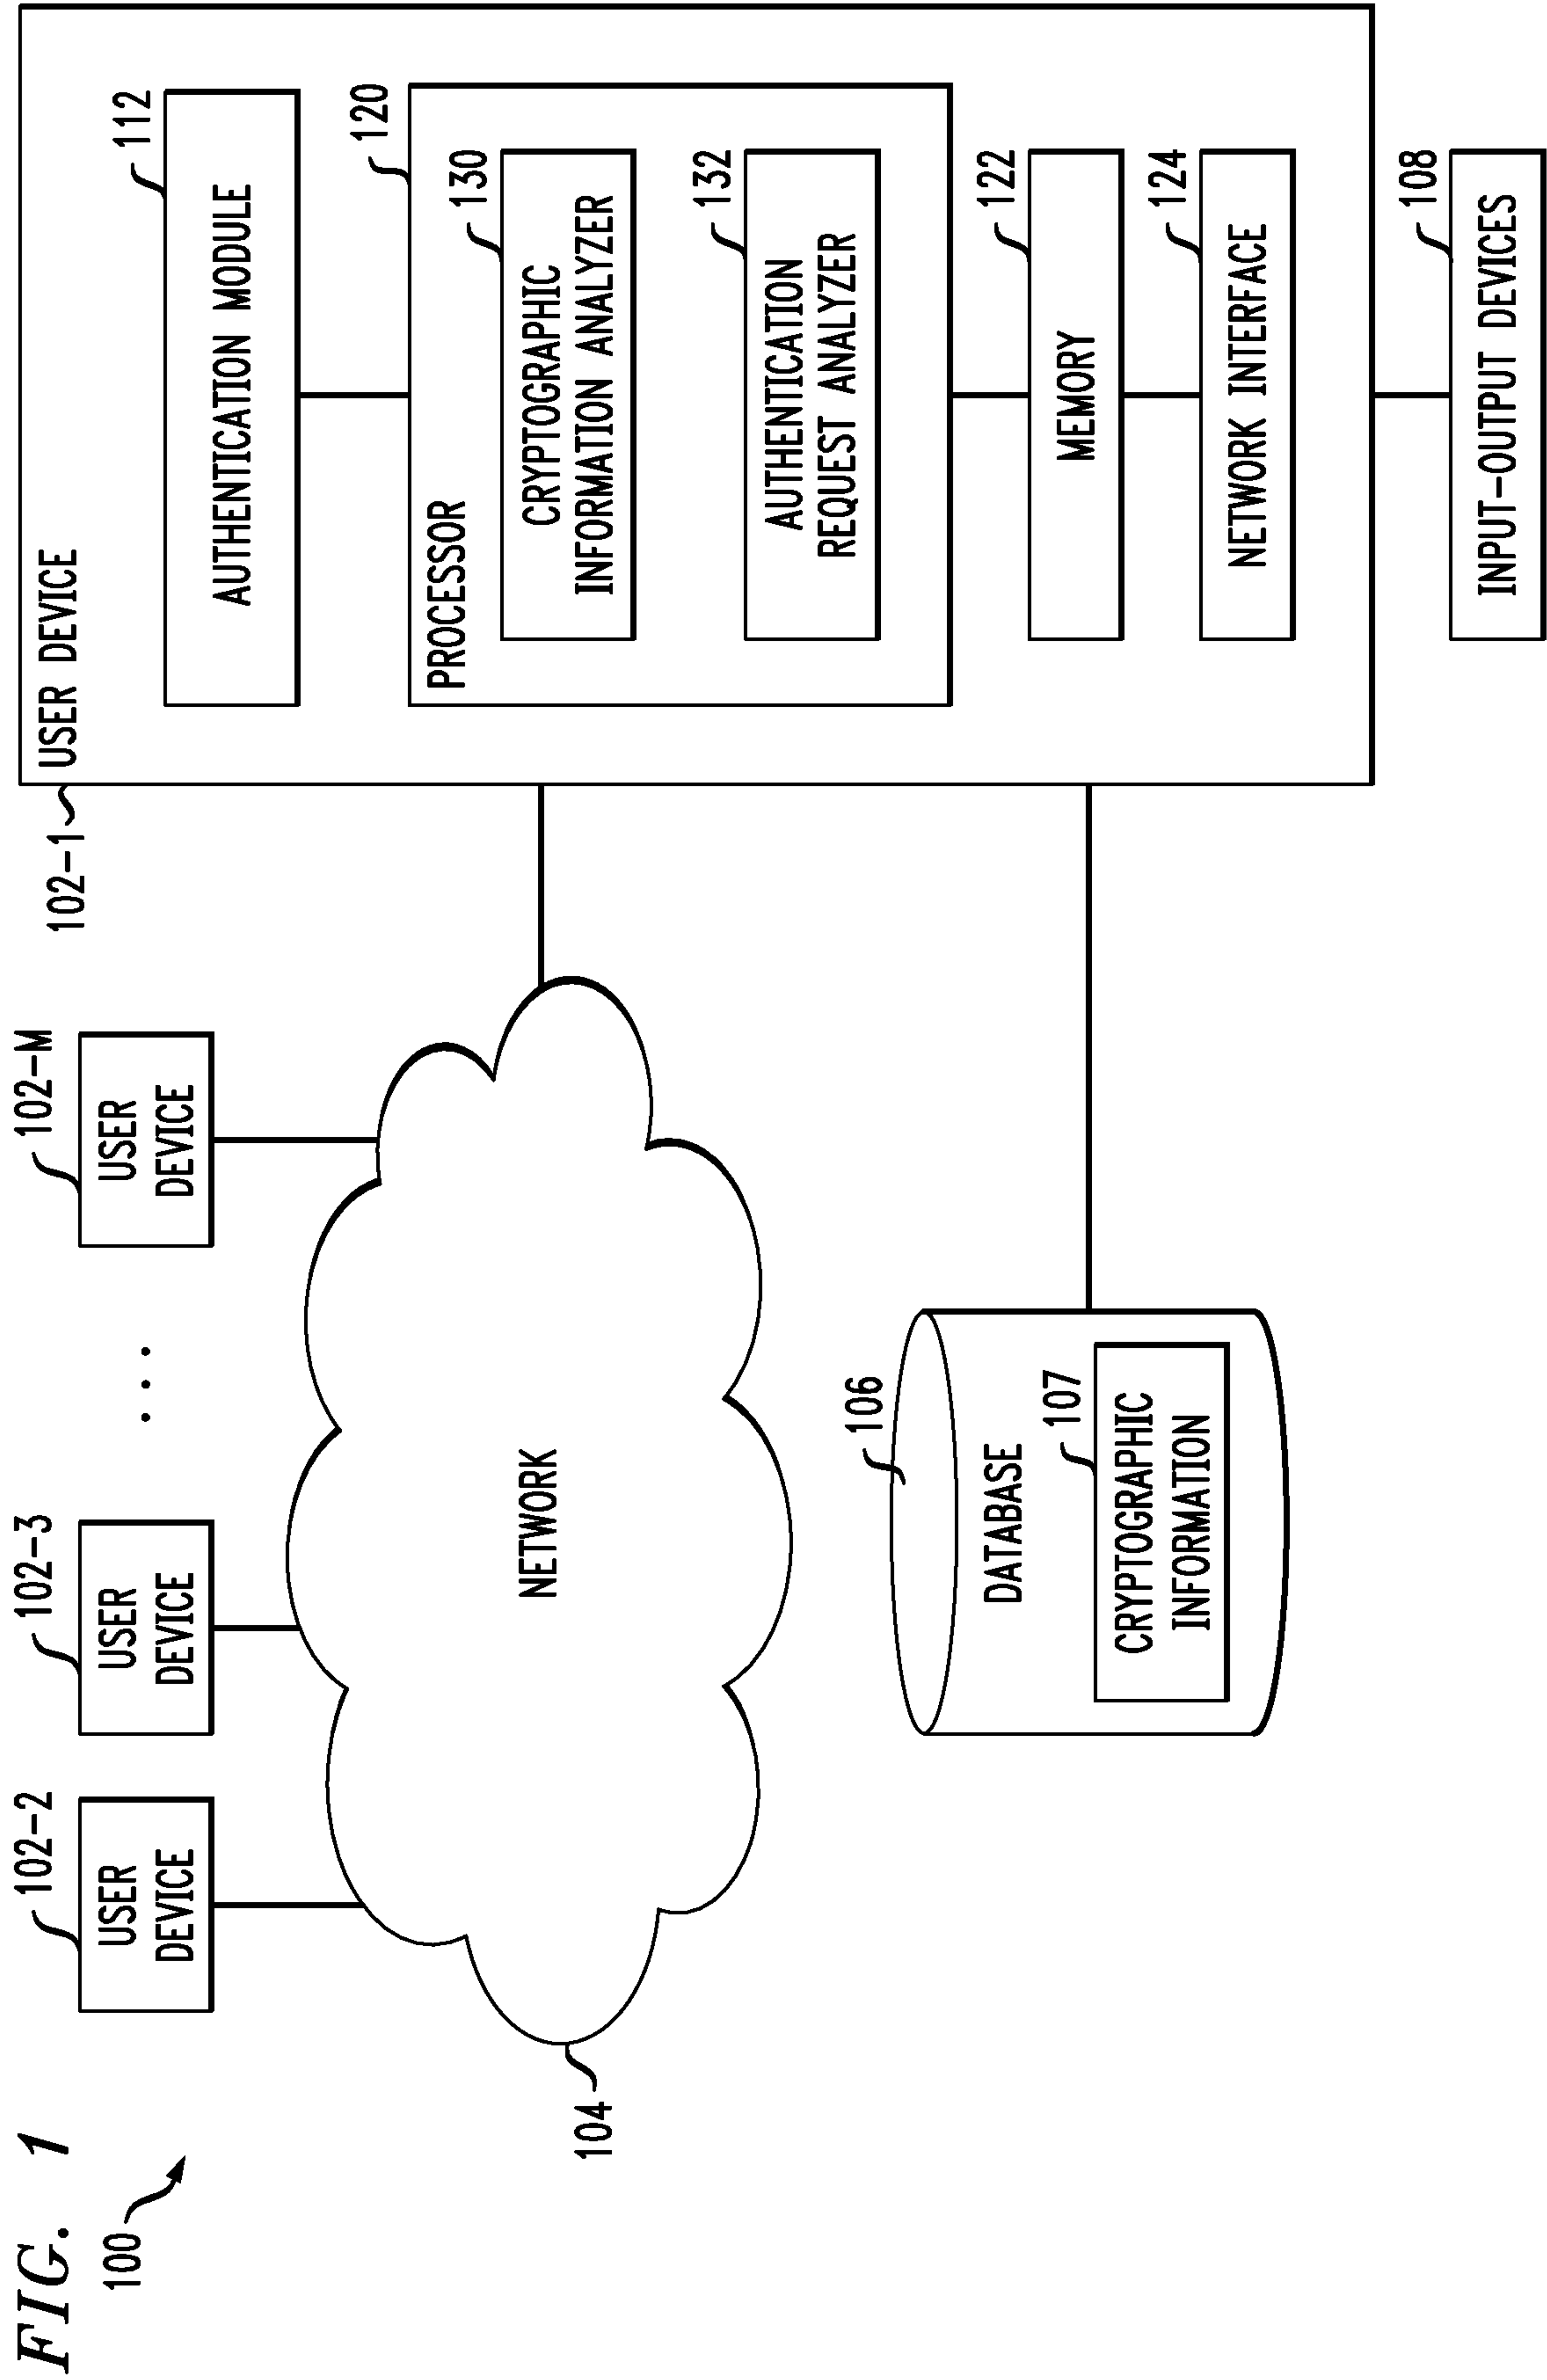 FIG. 1
100
102-2
USER
DEVICE
102-3
USER
DEVICE
. . .
102-M
USER
DEVICE
104
NETWORK
106
DATABASE
107
CRYPTOGRAPHIC
INFORMATION
102-1
USER DEVICE
112
AUTHENTICATION MODULE
120
PROCESSOR
130
CRYPTOGRAPHIC
INFORMATION ANALYZER
132
AUTHENTICATION
REQUEST ANALYZER
122
MEMORY
124
NETWORK INTERFACE
108
INPUT-OUTPUT DEVICES